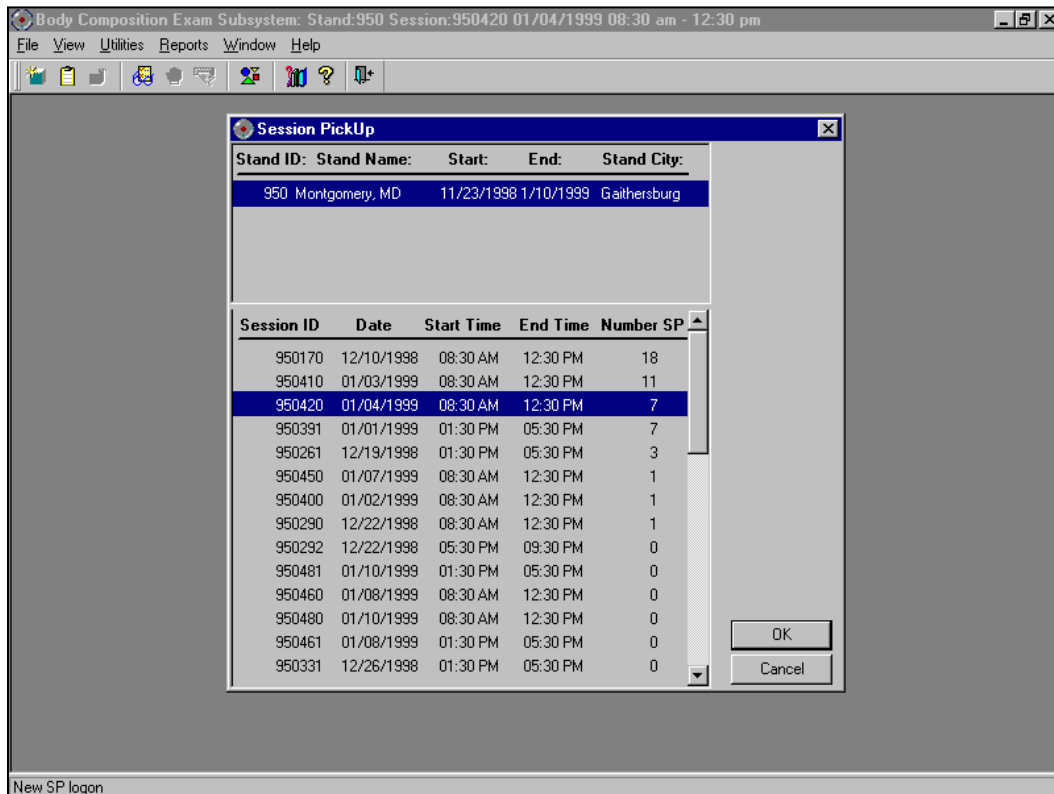 Body Composition Exam Subsystem: Stand:950 Session:950420 01/04/1999 08:30 am - 12:30 pm
File View Utilities Reports Window Help
Session PickUp
Stand ID: Stand Name: Start: End: Stand City:
950 Montgomery, MD 11/23/1998 1/10/1999 Gaithersburg
Session ID Date Start Time End Time Number SP
950170 12/10/1998 08:30 AM 12:30 PM 18
950410 01/03/1999 08:30 AM 12:30 PM 11
950420 01/04/1999 08:30 AM 12:30 PM 7
950391 01/01/1999 01:30 PM 05:30 PM 7
950261 12/19/1998 01:30 PM 05:30 PM 3
950450 01/07/1999 08:30 AM 12:30 PM 1
950400 01/02/1999 08:30 AM 12:30 PM 1
950290 12/22/1998 08:30 AM 12:30 PM 1
950292 12/22/1998 05:30 PM 09:30 PM 0
950481 01/10/1999 01:30 PM 05:30 PM 0
950460 01/08/1999 08:30 AM 12:30 PM 0
950480 01/10/1999 08:30 AM 12:30 PM 0
950461 01/08/1999 01:30 PM 05:30 PM 0
950331 12/26/1998 01:30 PM 05:30 PM 0
OK
Cancel
New SP logon